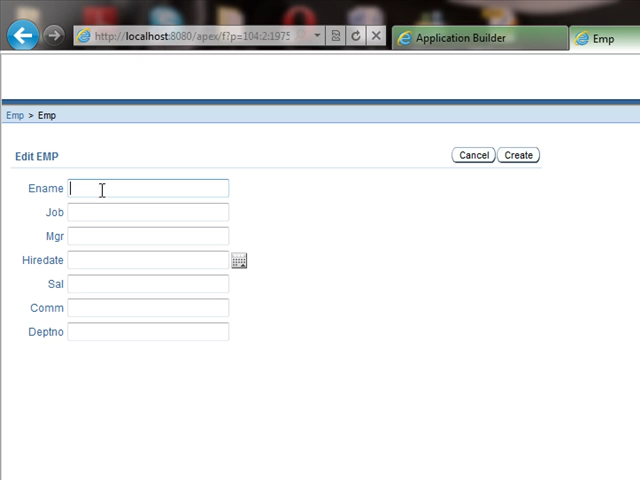 http://localhost:8080/apex/f?p=104:2:1975
Application Builder
Emp
Emp > Emp
Edit EMP
Cancel
Create
Ename
Job
Mgr
Hiredate
Sal
Comm
Deptno